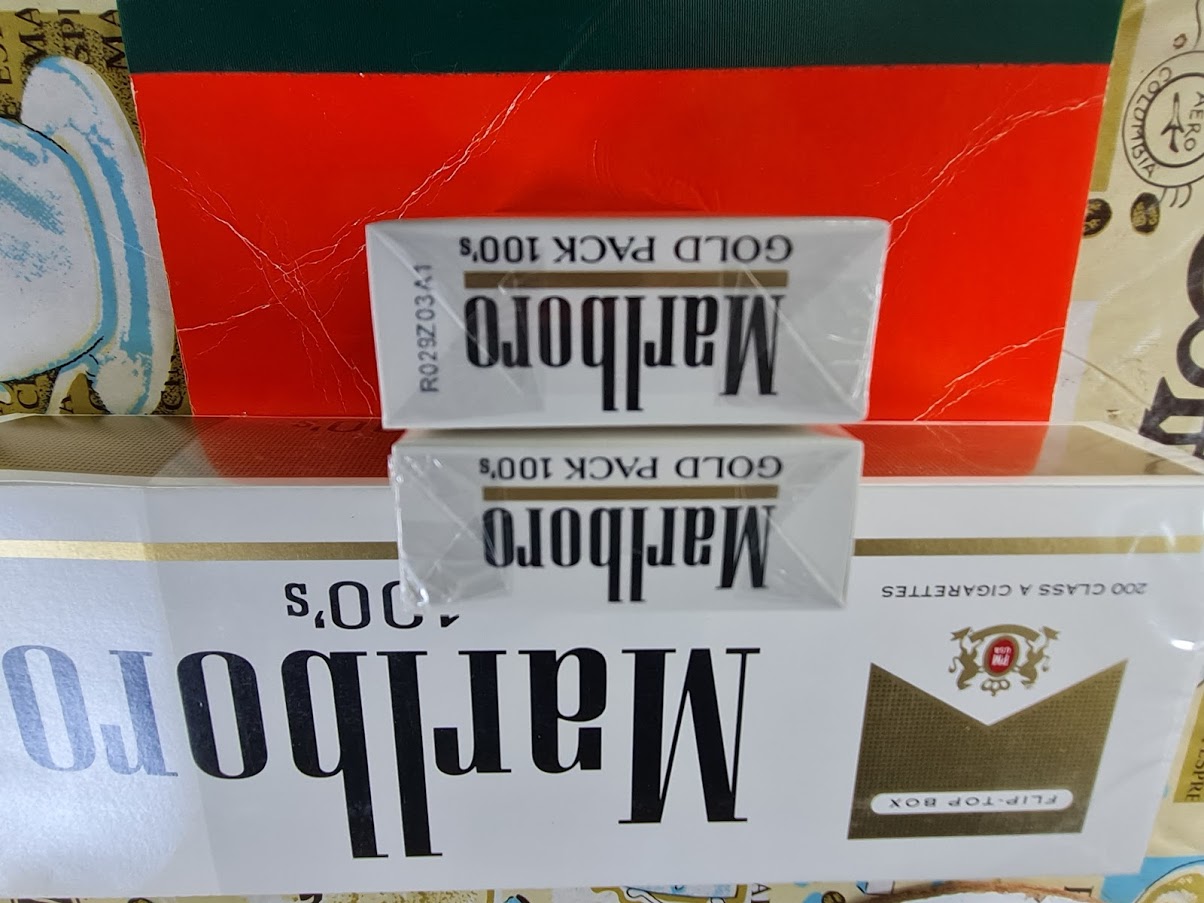 GOLD PACK 100's
Marlboro
R029Z03A1
GOLD PACK 100's
Marlboro
200 CLASS A CIGARETTES
100's
Marlboro
FLIP-TOP BOX
AERO
COLOMBIA